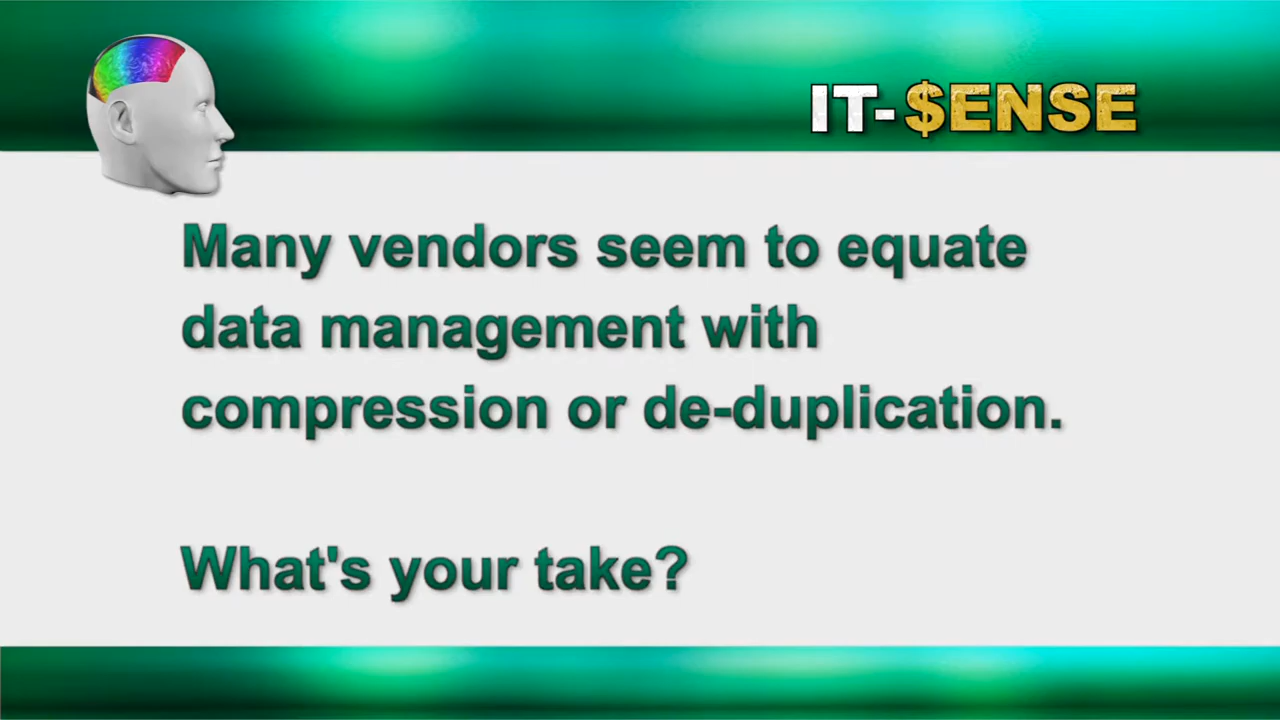 IT-$ENSE
Many vendors seem to equate
data management with
compression or de-duplication.
What's your take?